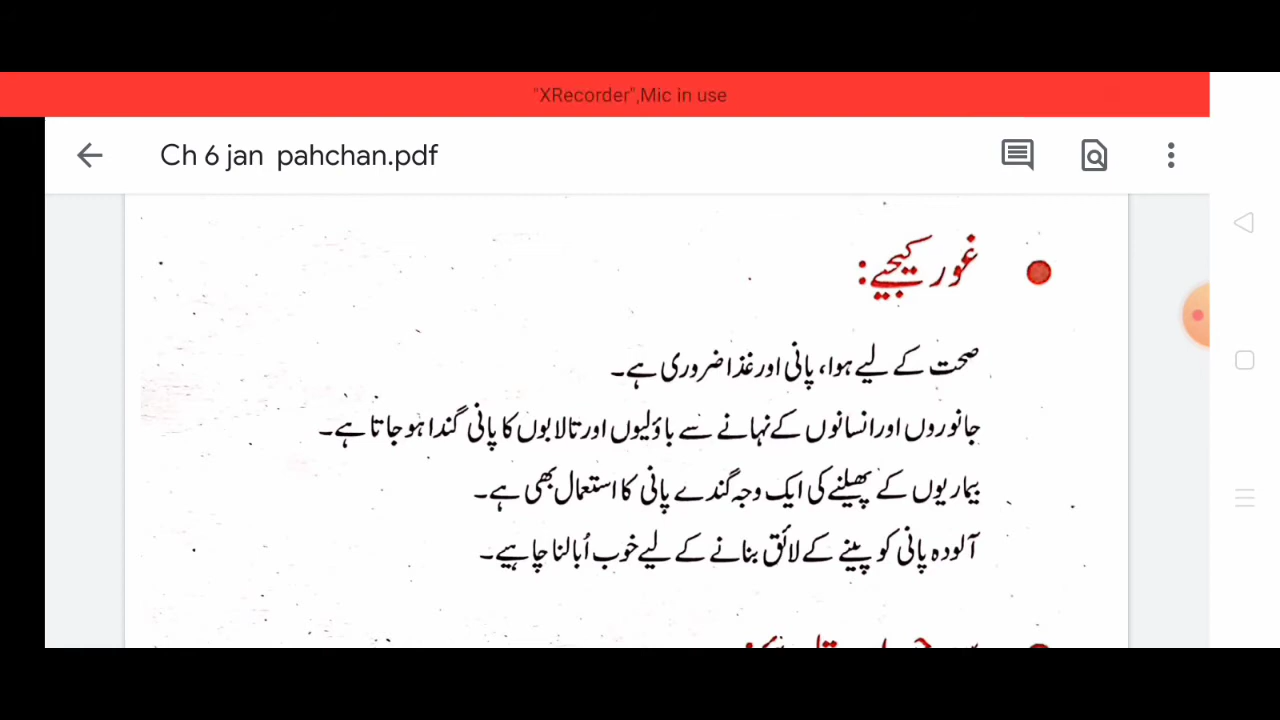 "XRecorder",Mic in use
Ch 6 jan pahchan.pdf
غور کیجیے:
صحت کے لیے ہوا، پانی اور غذا ضروری ہے۔
جانوروں اور انسانوں کے نہانے سے باؤلیوں اور تالابوں کا پانی گندا ہو جاتا ہے۔
بیماریوں کے پھیلنے کی ایک وجہ گندے پانی کا استعمال بھی ہے۔
آلودہ پانی کو پینے کے لائق بنانے کے لیے خوب اُبالنا چاہیے۔